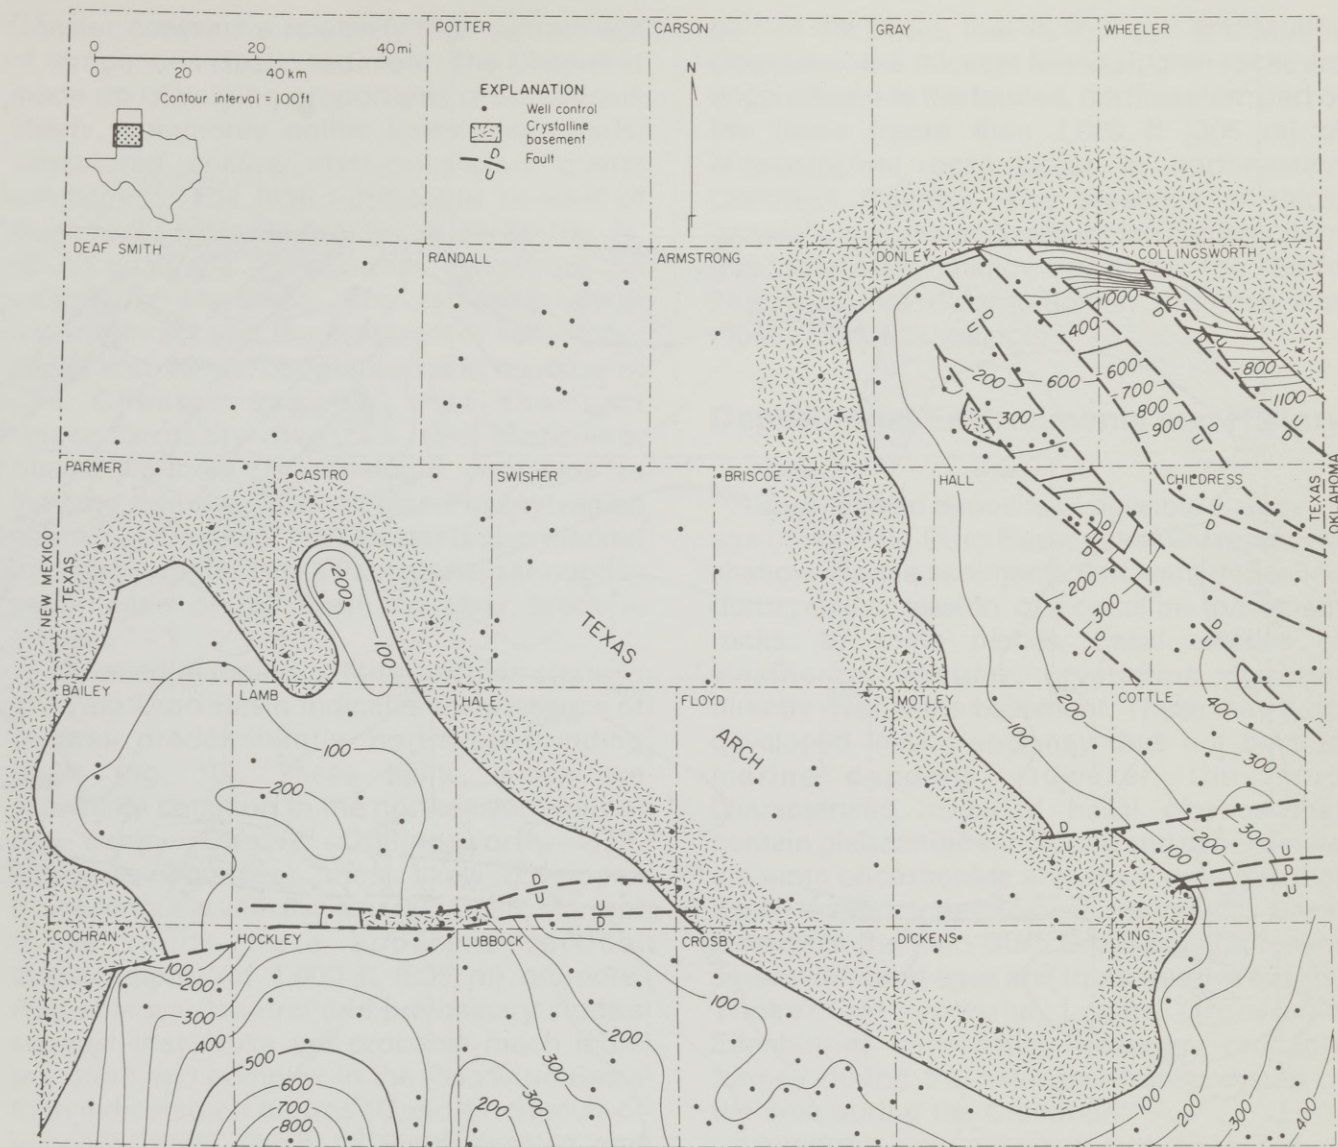 POTTER
CARSON
GRAY
WHEELER
0 20 40 mi
0 20 40 km
Contour interval = 100ft
EXPLANATION
Well control
Crystalline
basement
D
U
Fault
N
DEAF SMITH
RANDALL
ARMSTRONG
DONLEY
COLLINGSWORTH
D
U
1000
400
D
U
U
D
200
600
600
800
700
1100
300
800
900
D
U
U
D
PARMER
CASTRO
SWISHER
BRISCOE
HALL
CHILDRESS
TEXAS
OKLAHOMA
NEW MEXICO
TEXAS
U
D
D
U
D
200
200
300
100
TEXAS
D
U
D
U
BAILEY
LAMB
HALE
FLOYD
MOTLEY
COTTLE
200
400
100
100
ARCH
300
200
D
U
200
300
100
U
D
U
D
U
U
D
COCHRAN
HOCKLEY
LUBBOCK
CROSBY
DICKENS
KING
100
200
100
300
200
400
300
500
600
200
300
100
700
200
800
300
400